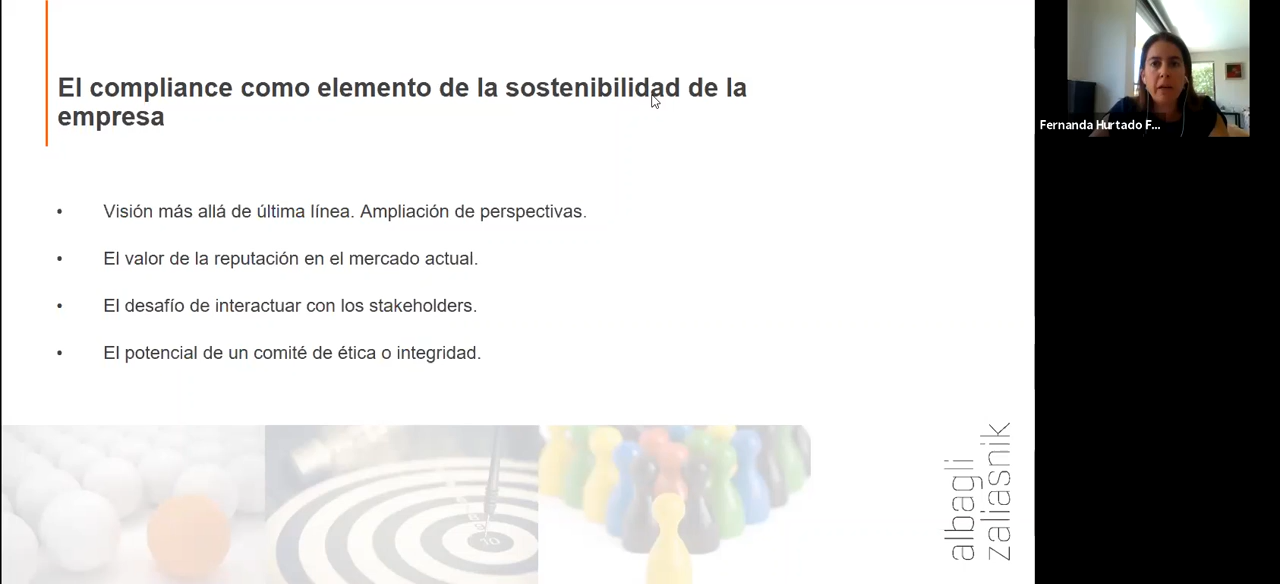 El compliance como elemento de la sostenibilidad de la
empresa
• Visión más allá de última línea. Ampliación de perspectivas.
• El valor de la reputación en el mercado actual.
• El desafío de interactuar con los stakeholders.
• El potencial de un comité de ética o integridad.
albagli
zaliasnik
Fernanda Hurtado F...
10